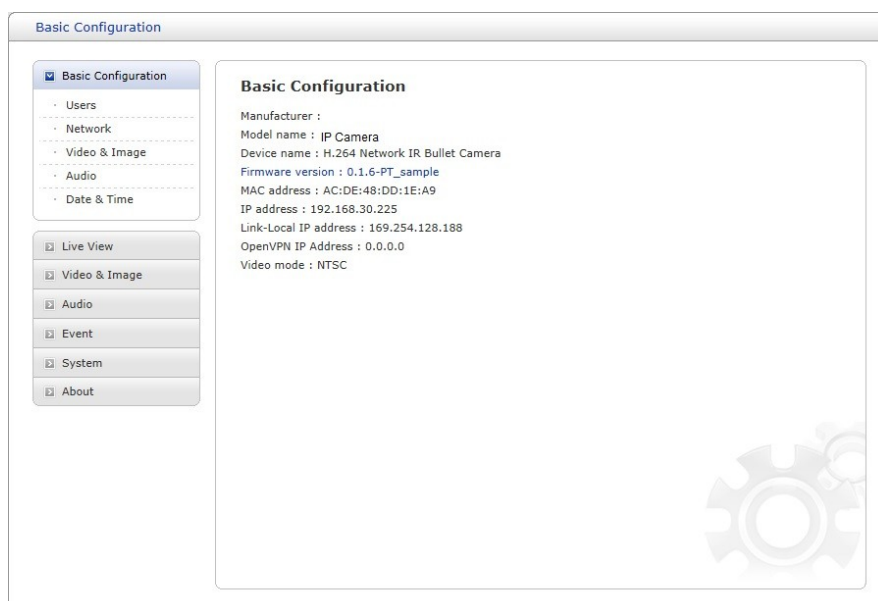 Basic Configuration
Basic Configuration
· Users
· Network
· Video & Image
· Audio
· Date & Time
Live View
Video & Image
Audio
Event
System
About
Basic Configuration
Manufacturer :
Model name : IP Camera
Device name : H.264 Network IR Bullet Camera
Firmware version : 0.1.6-PT_sample
MAC address : AC:DE:48:DD:1E:A9
IP address : 192.168.30.225
Link-Local IP address : 169.254.128.188
OpenVPN IP Address : 0.0.0.0
Video mode : NTSC